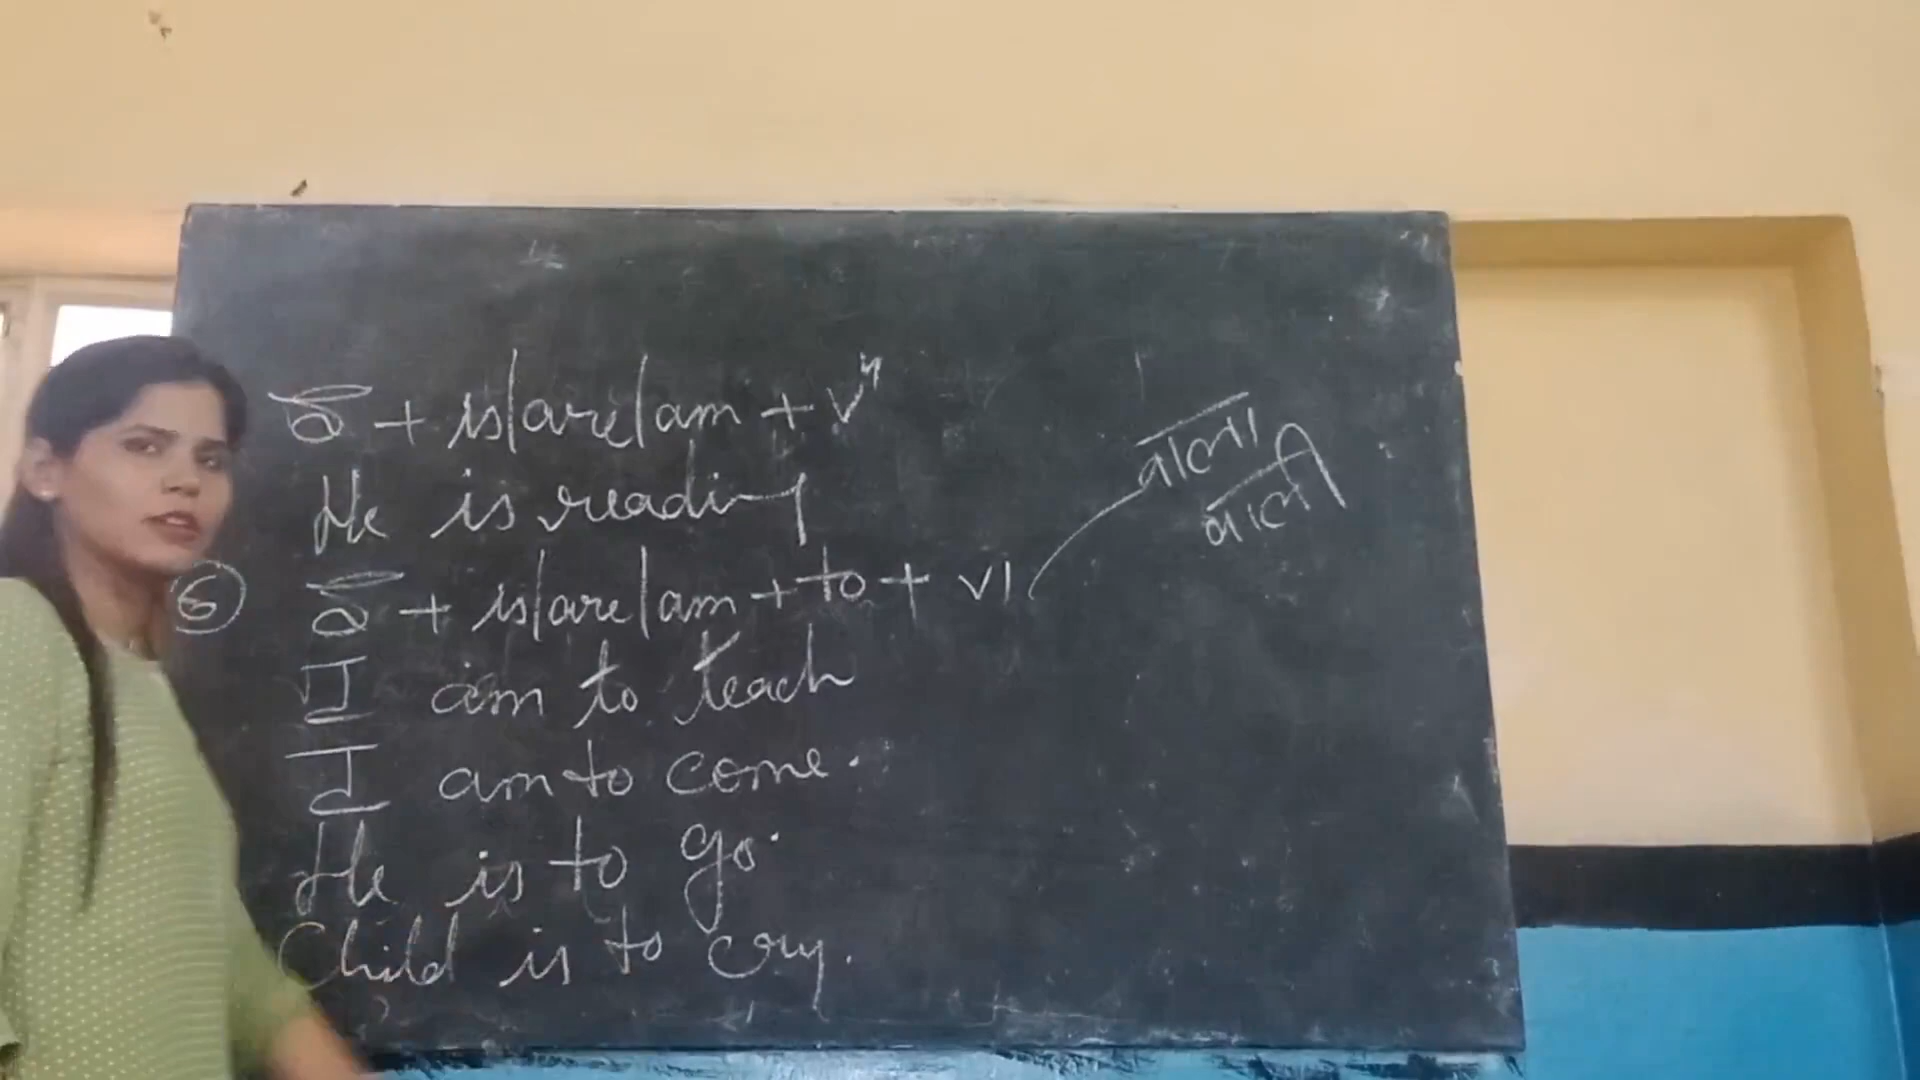 S + is/are/am + V⁴
He is reading
वाला
वाली
⑥ S + is/are/am + to + V1
I am to teach
I am to come.
He is to go.
Child is to cry.